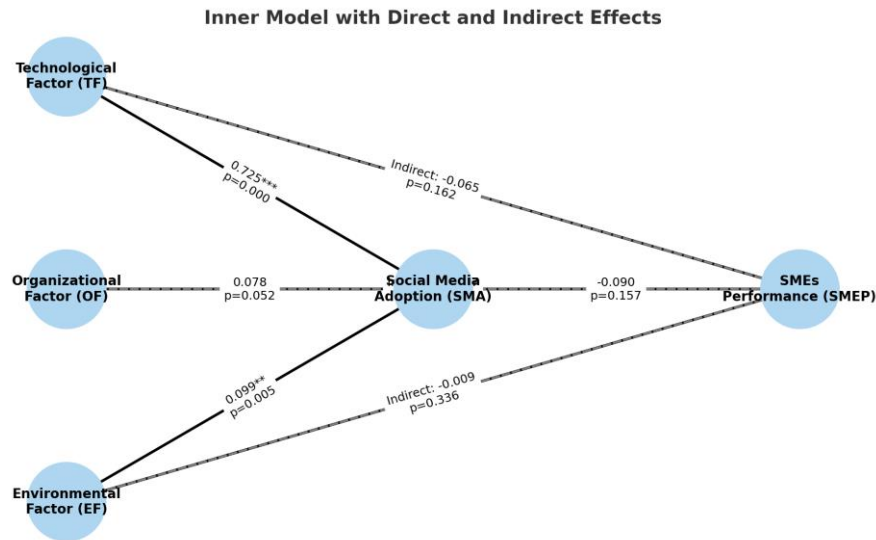 Inner Model with Direct and Indirect Effects
Technological
Factor (TF)
Indirect: -0.065
p=0.162
0.725***
p=0.000
Organizational
Factor (OF)
0.078
p=0.052
Social Media
Adoption (SMA)
-0.090
p=0.157
SMEs
Performance (SMEP)
0.099**
p=0.005
Indirect: -0.009
p=0.336
Environmental
Factor (EF)